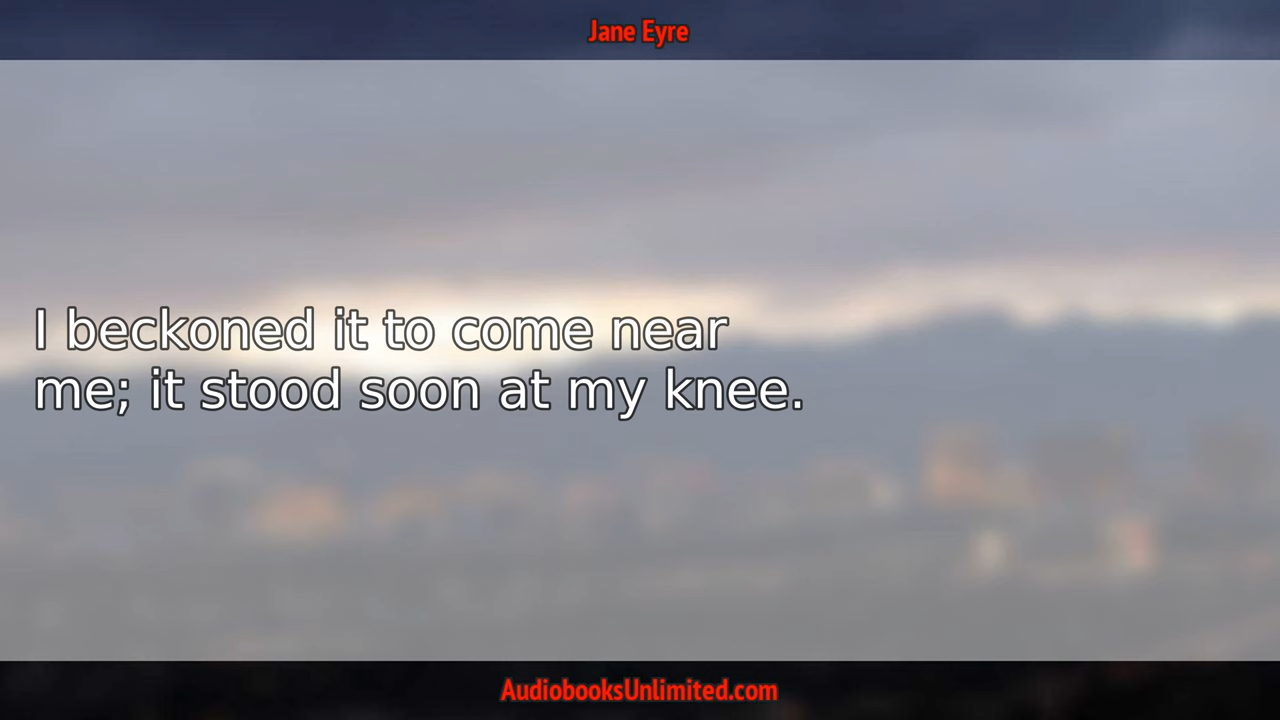 Jane Eyre
I beckoned it to come near
me; it stood soon at my knee.
AudiobooksUnlimited.com